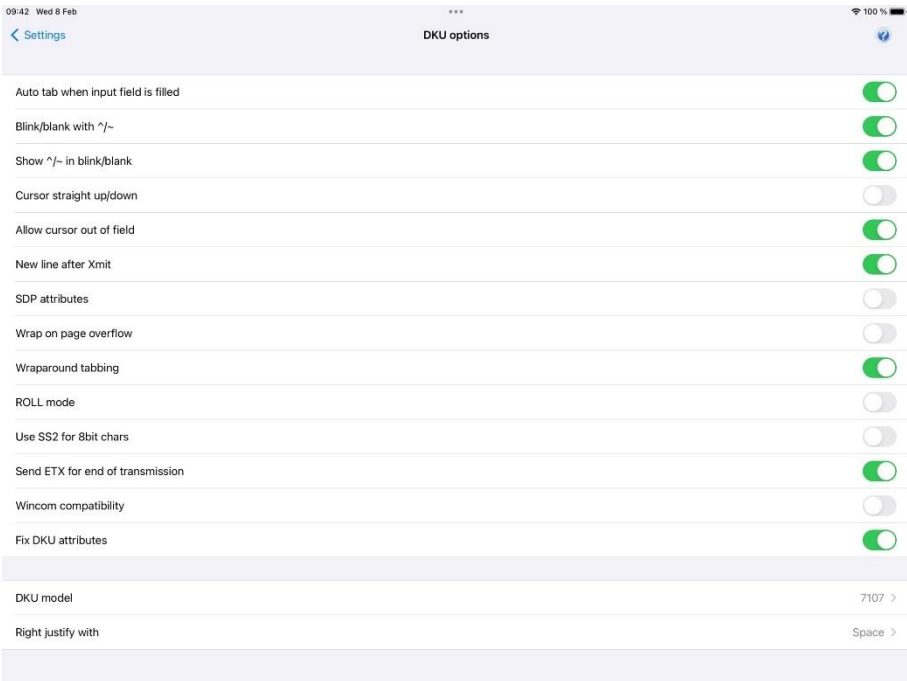 09:42 Wed 8 Feb
100 %
Settings
DKU options
Auto tab when input field is filled
Blink/blank with ^/~
Show ^/~ in blink/blank
Cursor straight up/down
Allow cursor out of field
New line after Xmit
SDP attributes
Wrap on page overflow
Wraparound tabbing
ROLL mode
Use SS2 for 8bit chars
Send ETX for end of transmission
Wincom compatibility
Fix DKU attributes
DKU model 7107
Right justify with Space